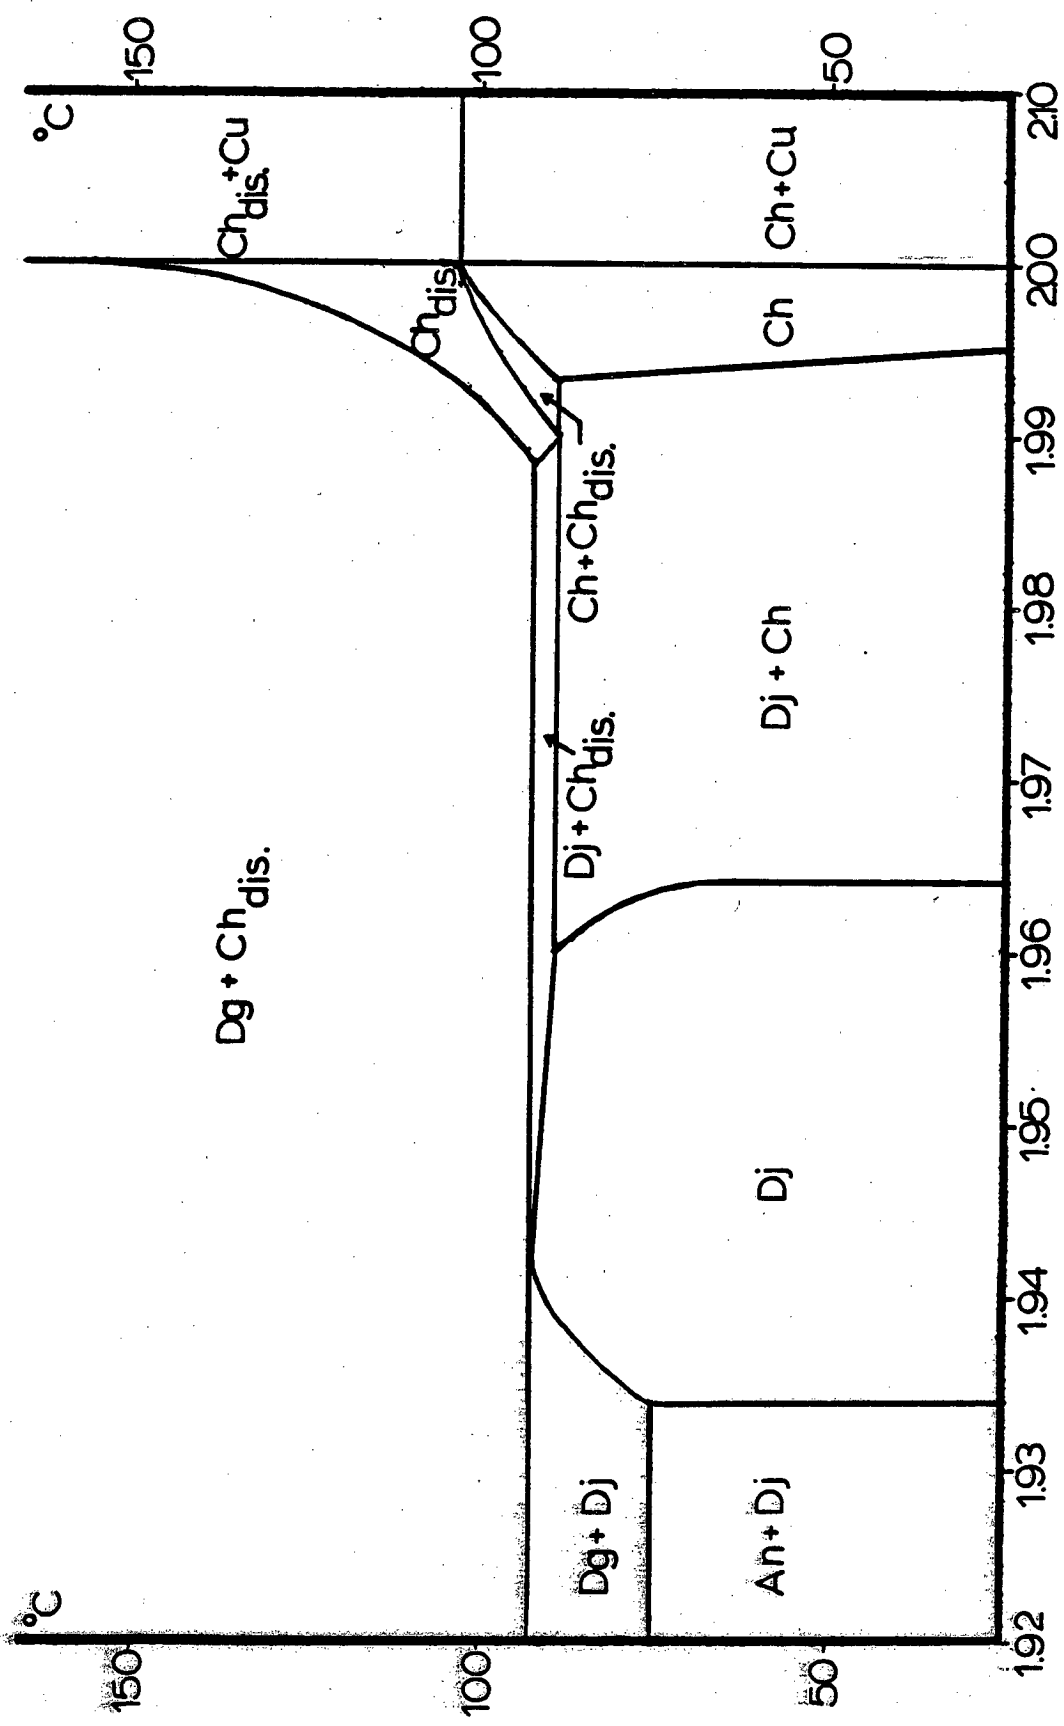 °C
°C
150
150
100
100
50
50
Dg + Ch dis.
Ch dis. + Cu
Ch dis.
Ch + Ch dis.
Dj + Ch dis.
Dg + Dj
An + Dj
Dj
Dj + Ch
Ch
Ch + Cu
1.92
1.93
1.94
1.95
1.96
1.97
1.98
1.99
2.00
2.10